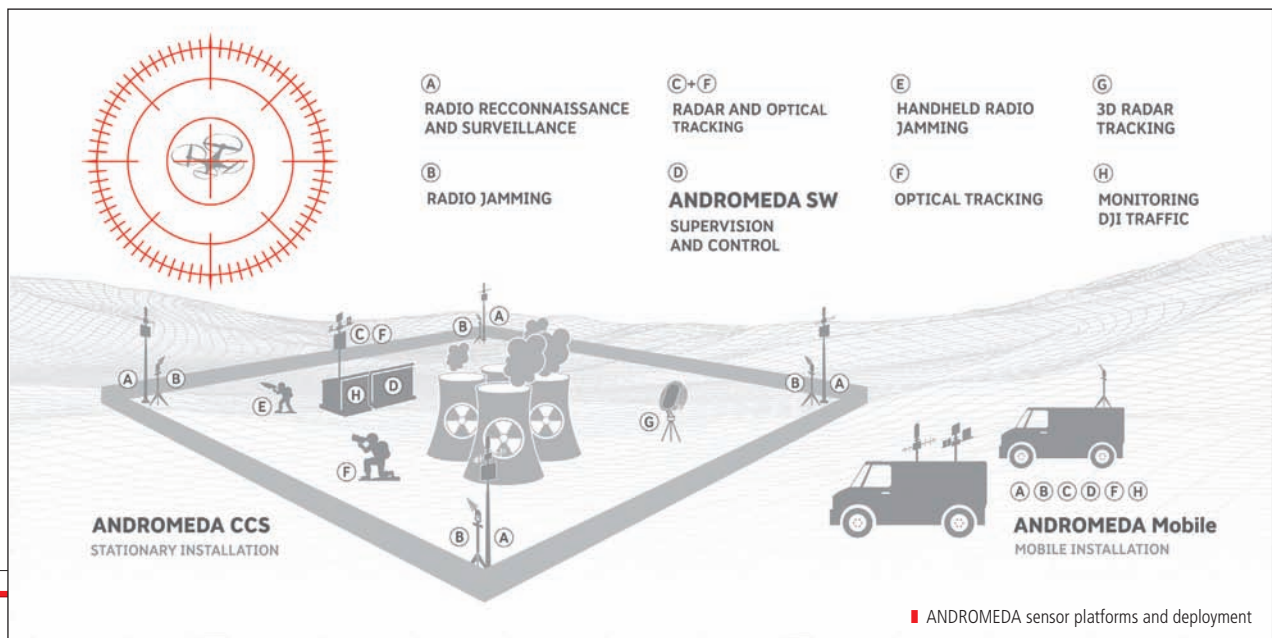 A
RADIO RECCONNAISSANCE
AND SURVEILLANCE
B
RADIO JAMMING
C+F
RADAR AND OPTICAL
TRACKING
D
ANDROMEDA SW
SUPERVISION
AND CONTROL
E
HANDHELD RADIO
JAMMING
F
OPTICAL TRACKING
G
3D RADAR
TRACKING
H
MONITORING
DJI TRAFFIC
B A
C F
A B
H D
E
B A
G
F
B A
A B C D F H
ANDROMEDA CCS
STATIONARY INSTALLATION
ANDROMEDA Mobile
MOBILE INSTALLATION
ANDROMEDA sensor platforms and deployment